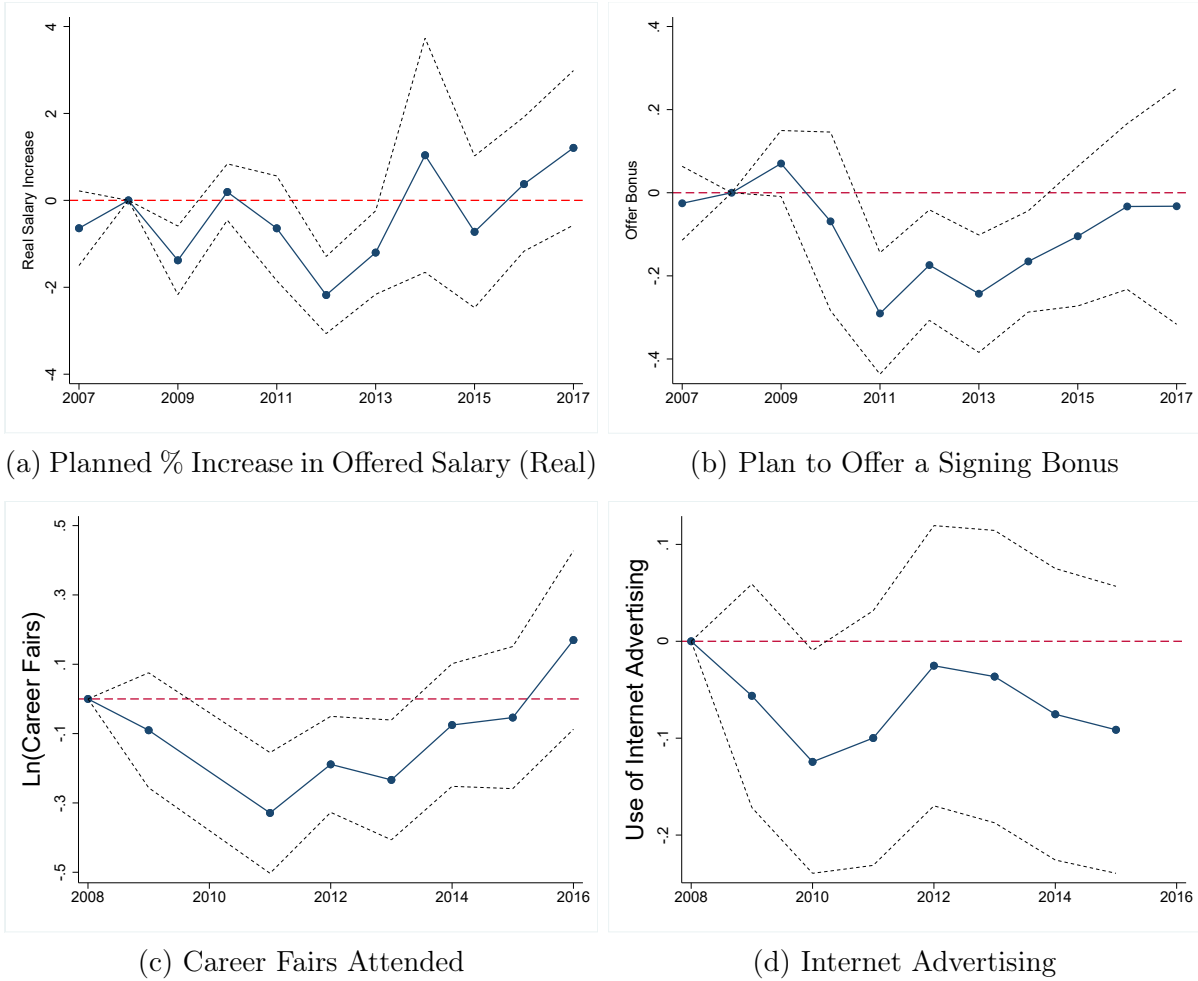 4
2
0
-2
-4
Real Salary Increase
2007 2009 2011 2013 2015 2017
(a) Planned % Increase in Offered Salary (Real)
.4
.2
0
-.2
-.4
Offer Bonus
2007 2009 2011 2013 2015 2017
(b) Plan to Offer a Signing Bonus
.5
.3
.1
-.1
-.3
-.5
Ln(Career Fairs)
2008 2010 2012 2014 2016
(c) Career Fairs Attended
.1
0
-.1
-.2
Use of Internet Advertising
2008 2010 2012 2014 2016
(d) Internet Advertising